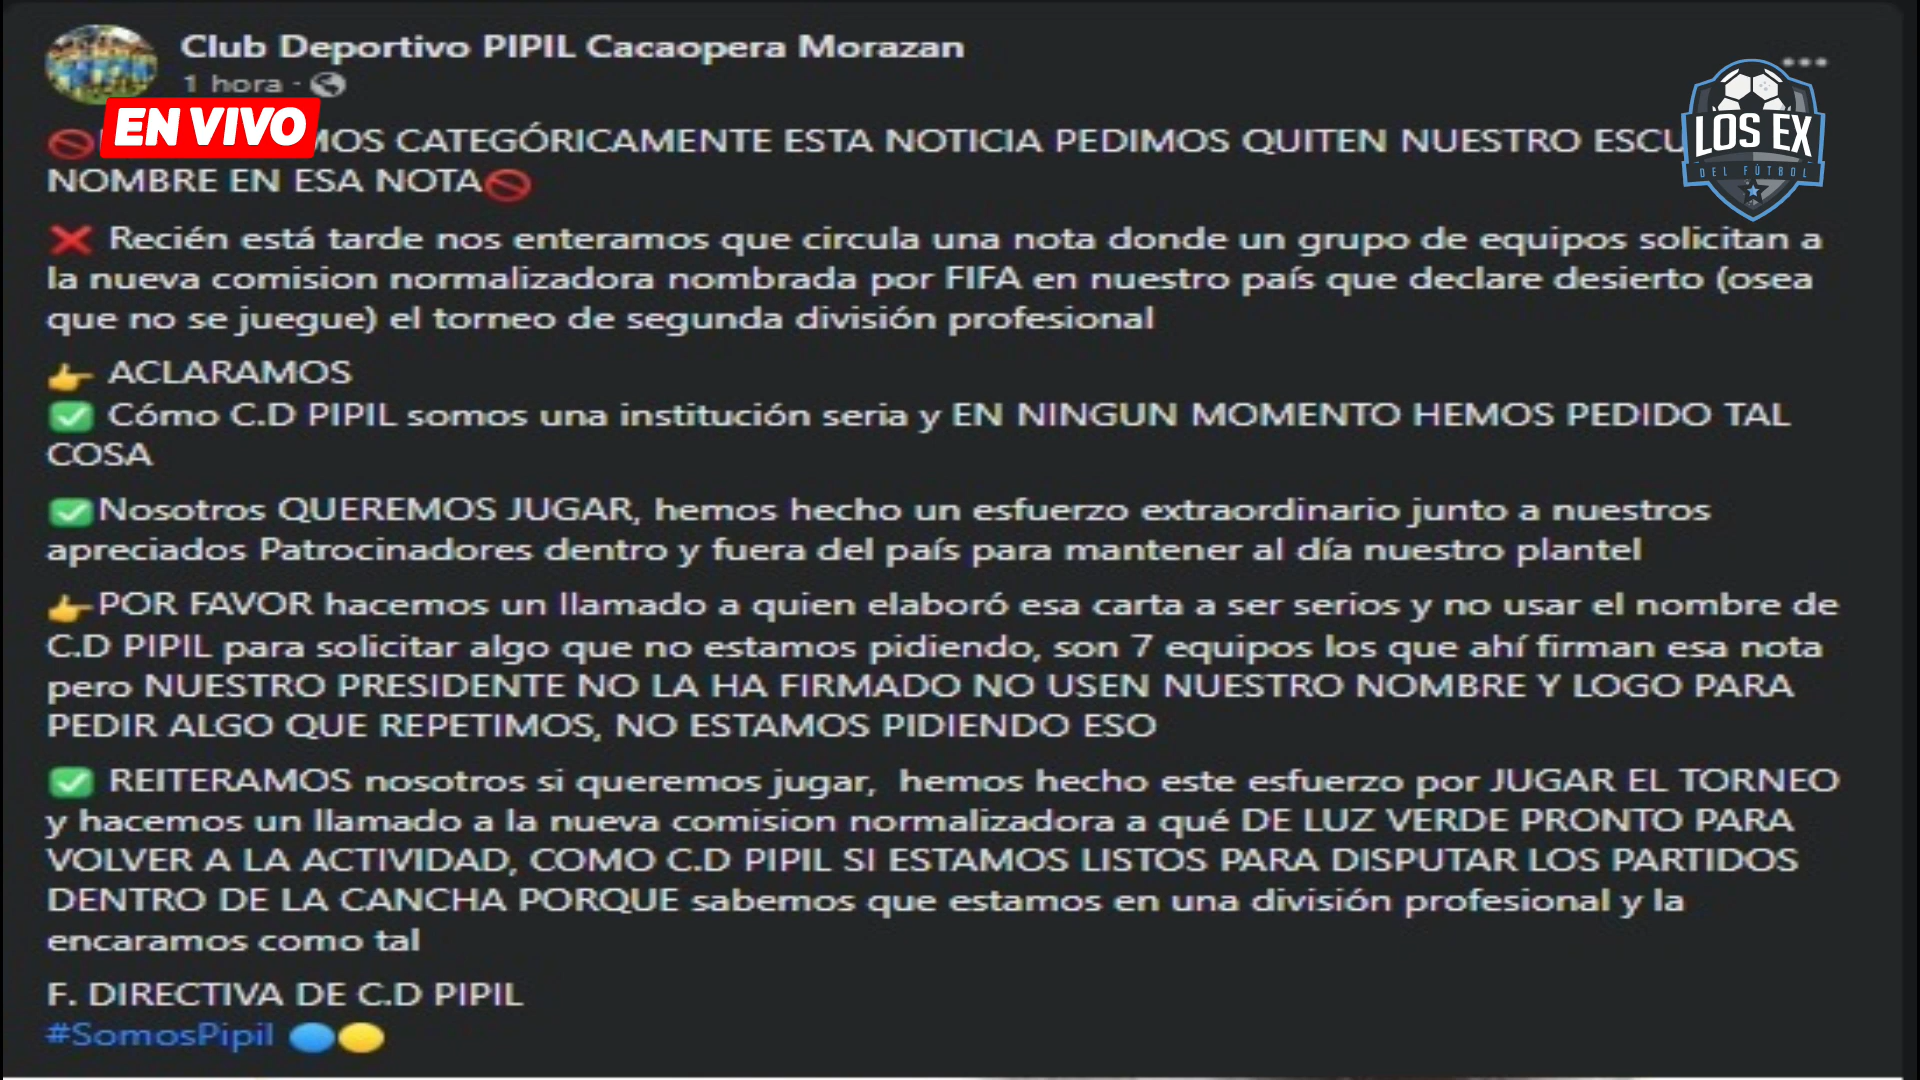 Club Deportivo PIPIL Cacaopera Morazan
1 hora ·
EN VIVO
MOS CATEGÓRICAMENTE ESTA NOTICIA PEDIMOS QUITEN NUESTRO ESCU
LOS EX
DEL FÚTBOL
NOMBRE EN ESA NOTA🚫
❌ Recién está tarde nos enteramos que circula una nota donde un grupo de equipos solicitan a
la nueva comision normalizadora nombrada por FIFA en nuestro país que declare desierto (osea
que no se juegue) el torneo de segunda división profesional
👉 ACLARAMOS
✅ Cómo C.D PIPIL somos una institución seria y EN NINGUN MOMENTO HEMOS PEDIDO TAL
COSA
✅Nosotros QUEREMOS JUGAR, hemos hecho un esfuerzo extraordinario junto a nuestros
apreciados Patrocinadores dentro y fuera del país para mantener al día nuestro plantel
👉POR FAVOR hacemos un llamado a quien elaboró esa carta a ser serios y no usar el nombre de
C.D PIPIL para solicitar algo que no estamos pidiendo, son 7 equipos los que ahí firman esa nota
pero NUESTRO PRESIDENTE NO LA HA FIRMADO NO USEN NUESTRO NOMBRE Y LOGO PARA
PEDIR ALGO QUE REPETIMOS, NO ESTAMOS PIDIENDO ESO
✅ REITERAMOS nosotros si queremos jugar, hemos hecho este esfuerzo por JUGAR EL TORNEO
y hacemos un llamado a la nueva comision normalizadora a qué DE LUZ VERDE PRONTO PARA
VOLVER A LA ACTIVIDAD, COMO C.D PIPIL SI ESTAMOS LISTOS PARA DISPUTAR LOS PARTIDOS
DENTRO DE LA CANCHA PORQUE sabemos que estamos en una división profesional y la
encaramos como tal
F. DIRECTIVA DE C.D PIPIL
#SomosPipil 🔵🟡